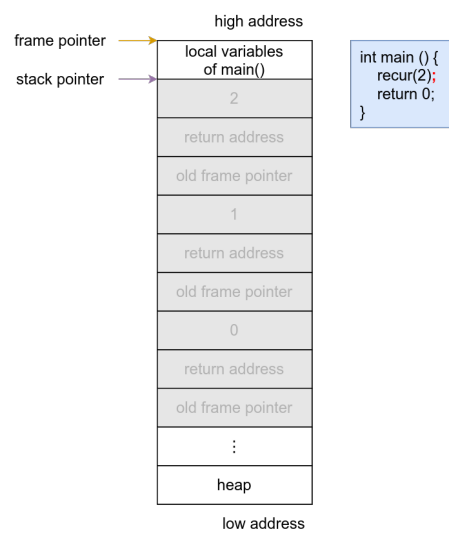 high address
frame pointer
local variables
of main()
stack pointer
2
return address
old frame pointer
1
return address
old frame pointer
0
return address
old frame pointer
⋮
heap
low address
int main () {
recur(2);
return 0;
}